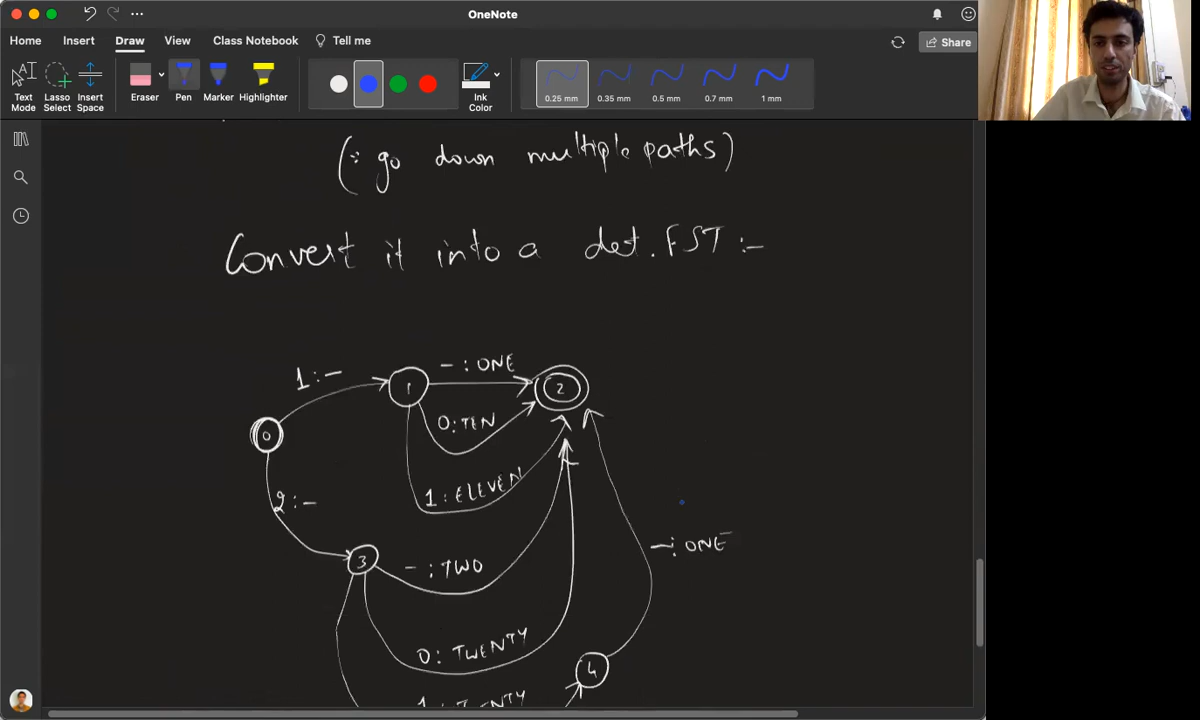 OneNote
Home Insert Draw View Class Notebook Tell me
Share
Text Mode
Lasso Select
Insert Space
Eraser
Pen
Marker
Highlighter
Ink Color
0.25 mm
0.35 mm
0.5 mm
0.7 mm
1 mm
(∵ go down multiple paths)
Convert it into a det. FST :-
1:-
1
- : ONE
2
0
0:TEN
1: ELEVEN
2:-
3
- : TWO
-: ONE
0: TWENTY
4
1:TWENTY